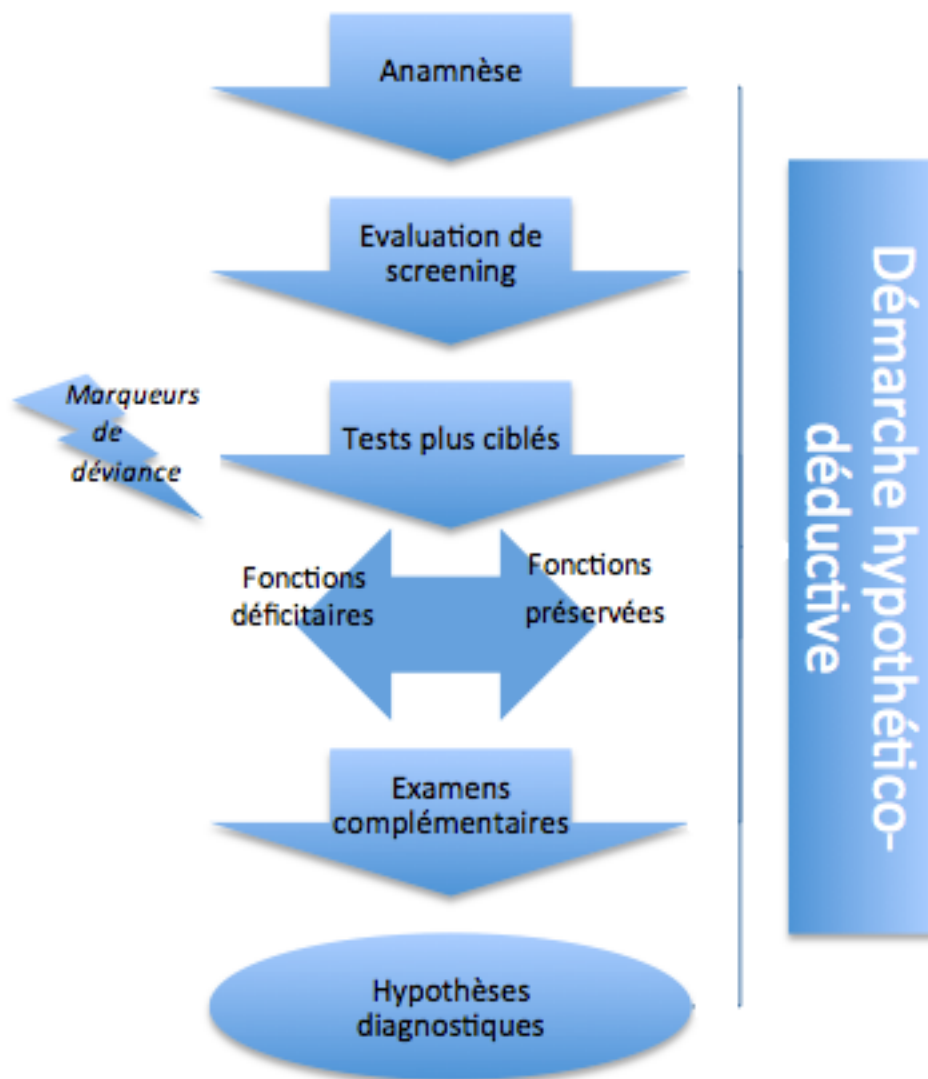 Anamnèse
Evaluation de
screening
Marqueurs
de
déviance
Tests plus ciblés
Fonctions
déficitaires
Fonctions
préservées
Examens
complémentaires
Hypothèses
diagnostiques
Démarche hypothético-
déductive